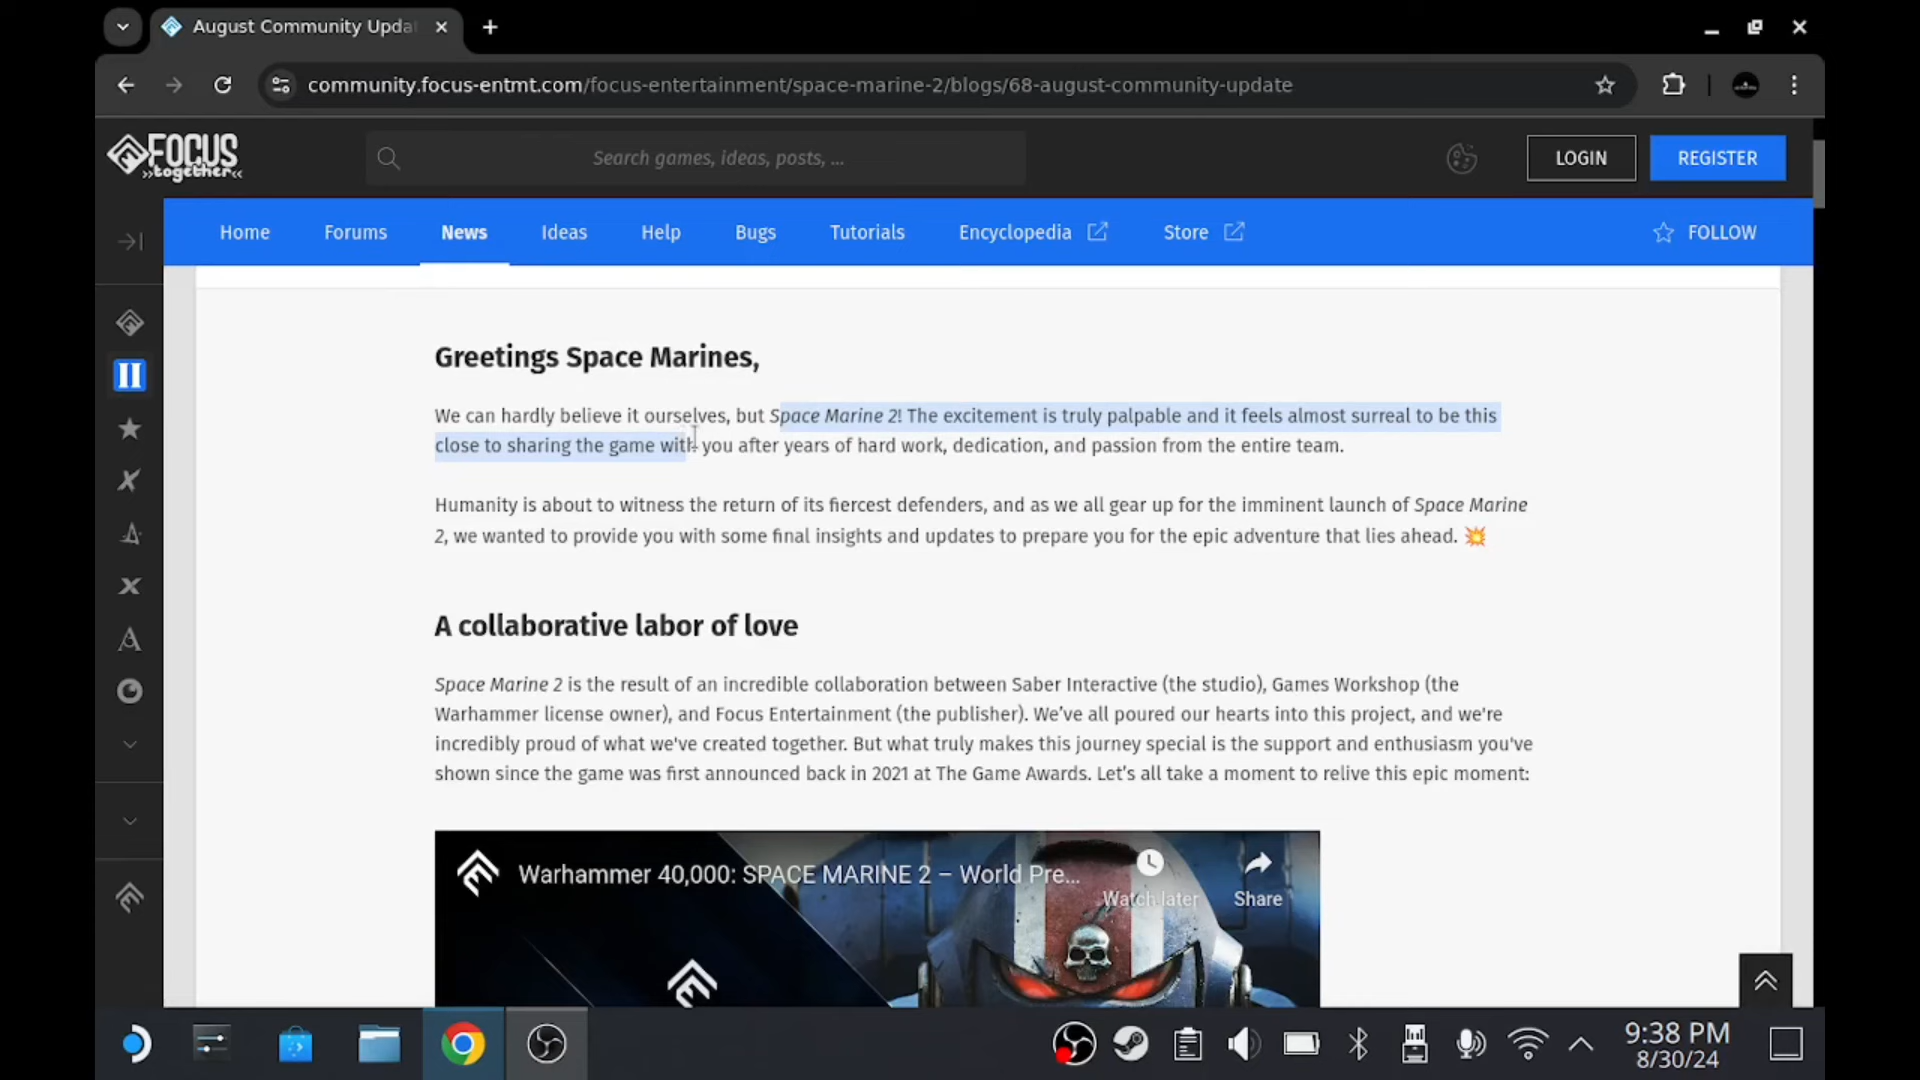 August Community Upda
community.focus-entmt.com/focus-entertainment/space-marine-2/blogs/68-august-community-update
FOCUS
»together«
Search games, ideas, posts, ...
LOGIN
REGISTER
Home
Forums
News
Ideas
Help
Bugs
Tutorials
Encyclopedia
Store
FOLLOW
Greetings Space Marines,
We can hardly believe it ourselves, but Space Marine 2! The excitement is truly palpable and it feels almost surreal to be this
close to sharing the game with you after years of hard work, dedication, and passion from the entire team.
Humanity is about to witness the return of its fiercest defenders, and as we all gear up for the imminent launch of Space Marine
2, we wanted to provide you with some final insights and updates to prepare you for the epic adventure that lies ahead. 💥
A collaborative labor of love
Space Marine 2 is the result of an incredible collaboration between Saber Interactive (the studio), Games Workshop (the
Warhammer license owner), and Focus Entertainment (the publisher). We’ve all poured our hearts into this project, and we're
incredibly proud of what we've created together. But what truly makes this journey special is the support and enthusiasm you've
shown since the game was first announced back in 2021 at The Game Awards. Let’s all take a moment to relive this epic moment:
Warhammer 40,000: SPACE MARINE 2 – World Pre...
Watch later
Share
9:38 PM
8/30/24